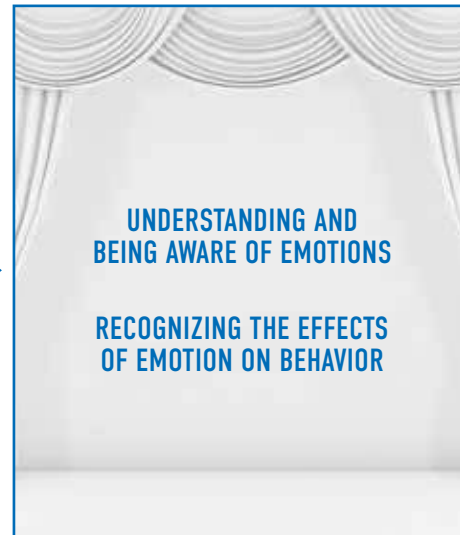 UNDERSTANDING AND
BEING AWARE OF EMOTIONS
RECOGNIZING THE EFFECTS
OF EMOTION ON BEHAVIOR